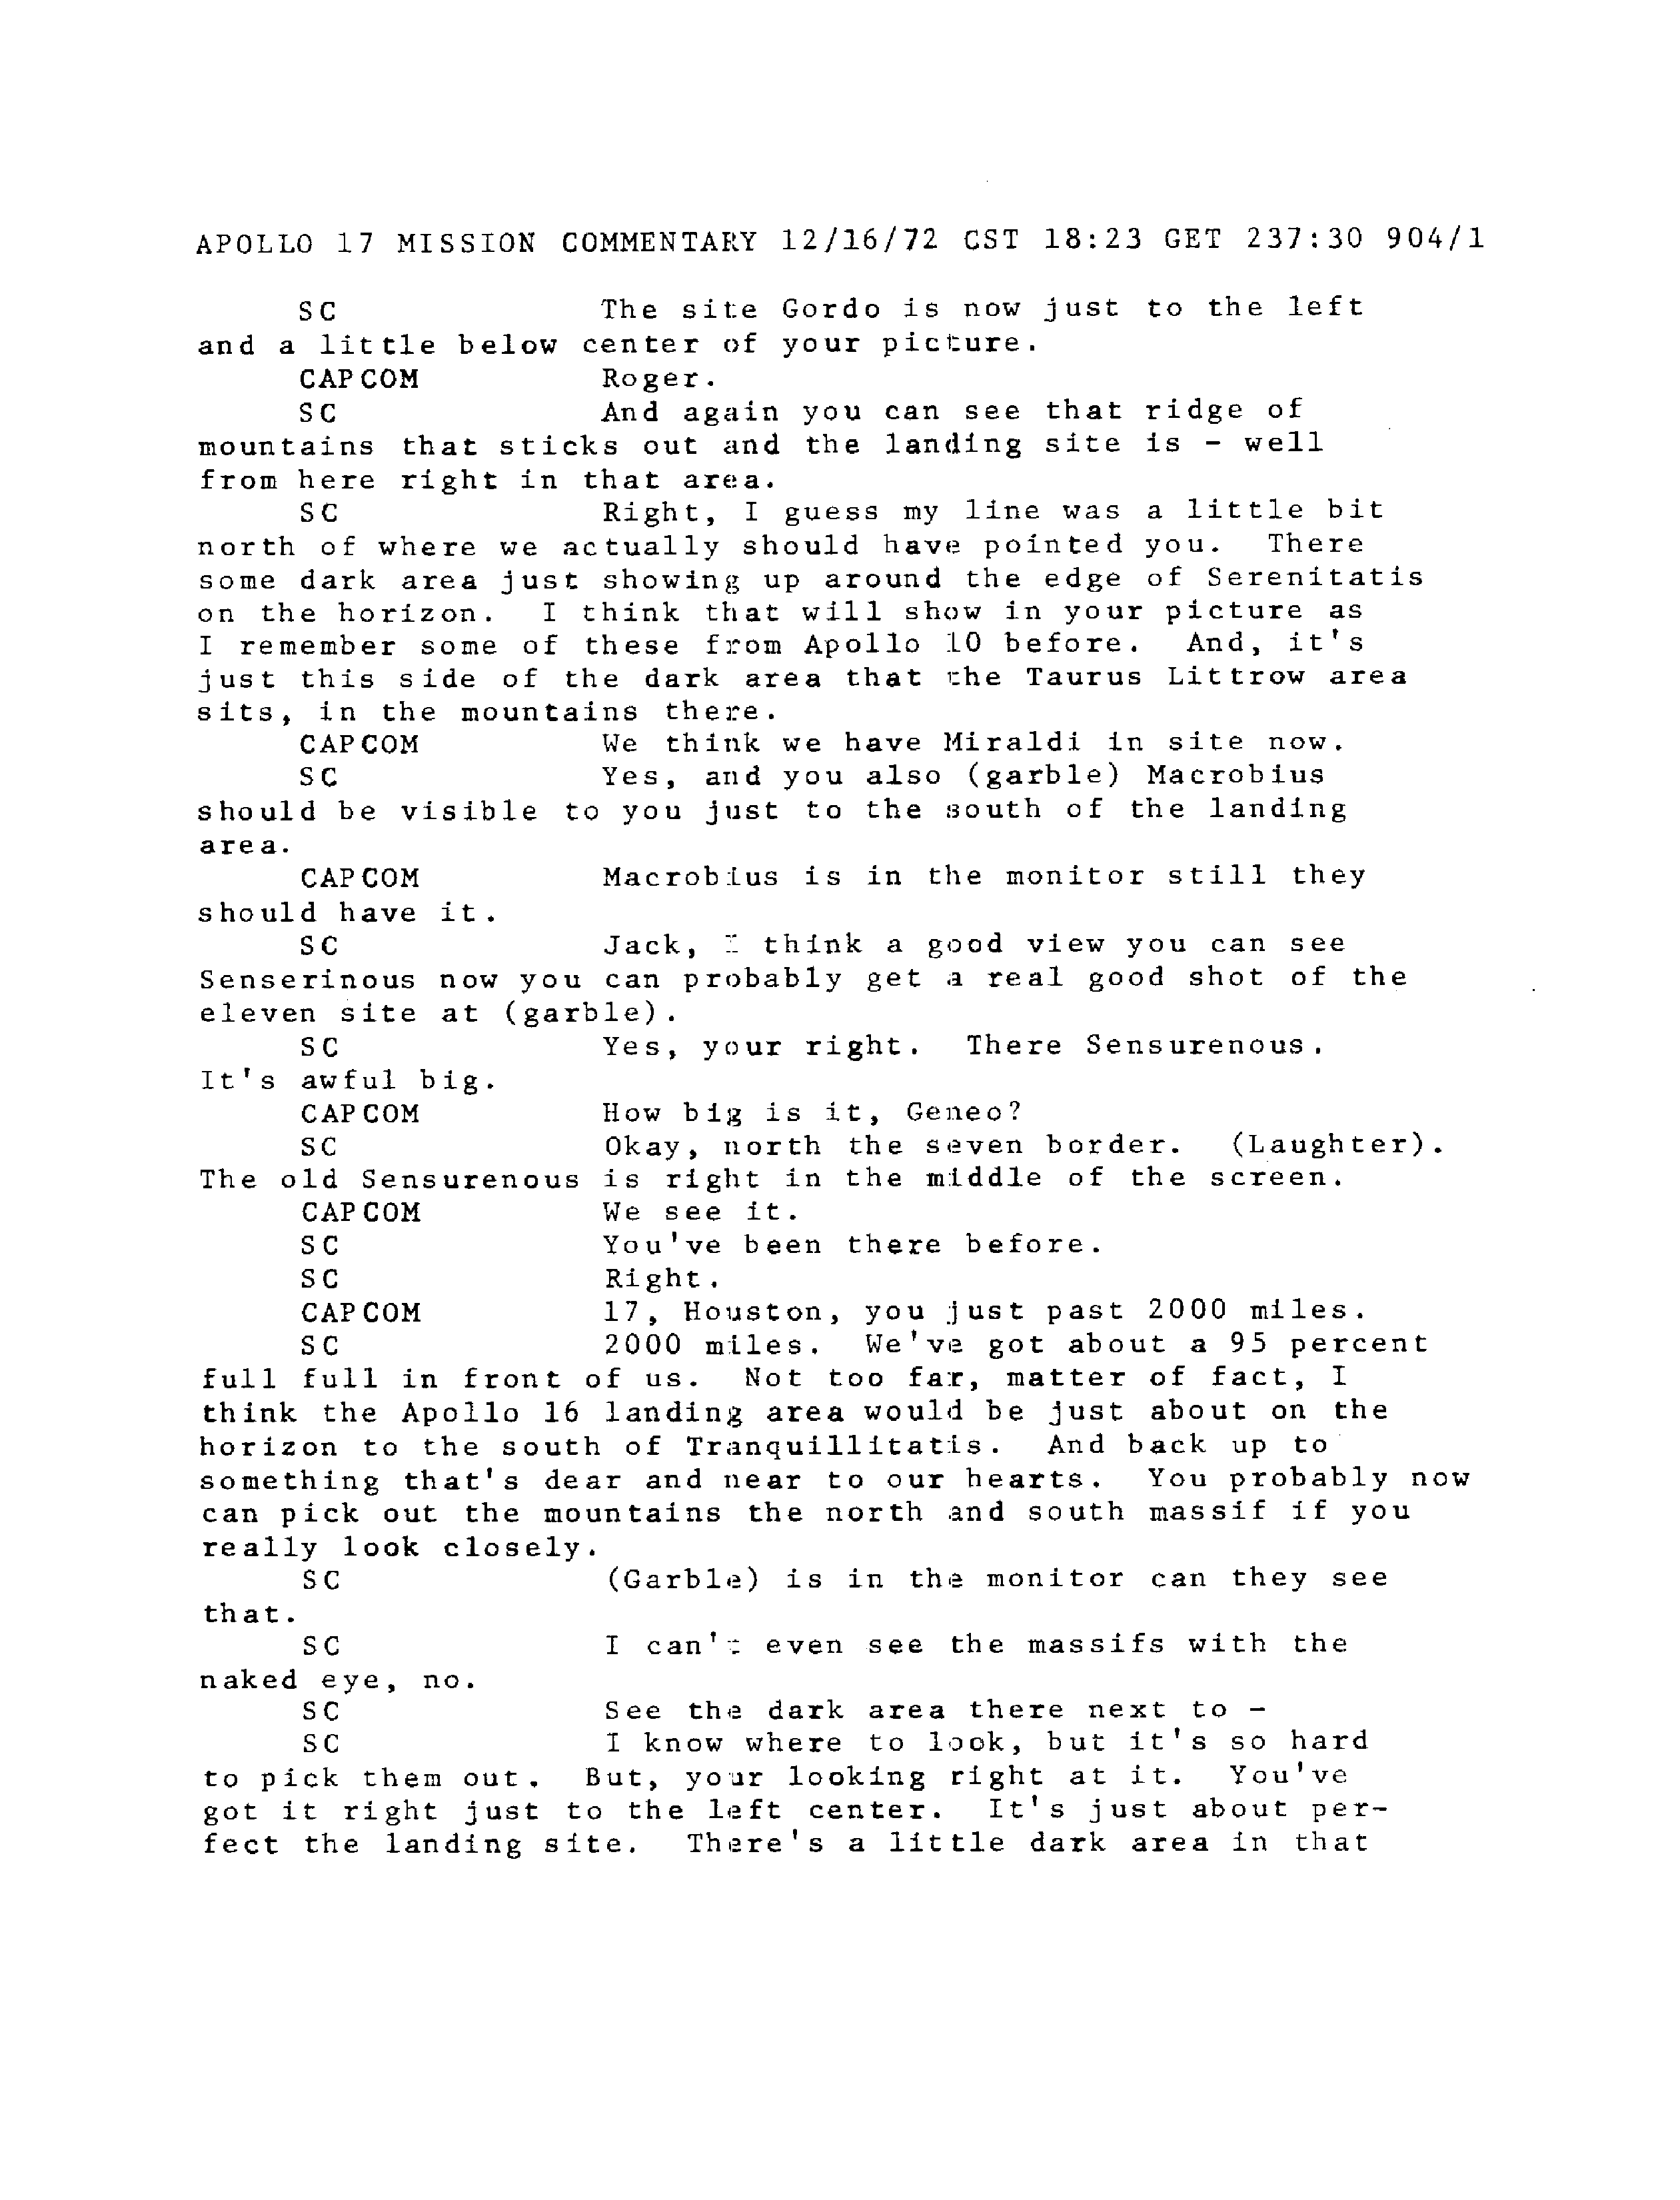 APOLLO 17 MISSION COMMENTARY 12/16/72 CST 18:23 GET 237:30 904/1
SC The site Gordo is now just to the left
and a little below center of your picture.
CAPCOM Roger.
SC And again you can see that ridge of
mountains that sticks out and the landing site is - well
from here right in that area.
SC Right, I guess my line was a little bit
north of where we actually should have pointed you. There
some dark area just showing up around the edge of Serenitatis
on the horizon. I think that will show in your picture as
I remember some of these from Apollo 10 before. And, it's
just this side of the dark area that the Taurus Littrow area
sits, in the mountains there.
CAPCOM We think we have Miraldi in site now.
SC Yes, and you also (garble) Macrobius
should be visible to you just to the south of the landing
area.
CAPCOM Macrobius is in the monitor still they
should have it.
SC Jack, I think a good view you can see
Senserinous now you can probably get a real good shot of the
eleven site at (garble).
SC Yes, your right. There Sensurenous.
It's awful big.
CAPCOM How big is it, Geneo?
SC Okay, north the seven border. (Laughter).
The old Sensurenous is right in the middle of the screen.
CAPCOM We see it.
SC You've been there before.
SC Right.
CAPCOM 17, Houston, you just past 2000 miles.
SC 2000 miles. We've got about a 95 percent
full full in front of us. Not too far, matter of fact, I
think the Apollo 16 landing area would be just about on the
horizon to the south of Tranquillitatis. And back up to
something that's dear and near to our hearts. You probably now
can pick out the mountains the north and south massif if you
really look closely.
SC (Garble) is in the monitor can they see
that.
SC I can't even see the massifs with the
naked eye, no.
SC See the dark area there next to -
SC I know where to look, but it's so hard
to pick them out. But, your looking right at it. You've
got it right just to the left center. It's just about per-
fect the landing site. There's a little dark area in that